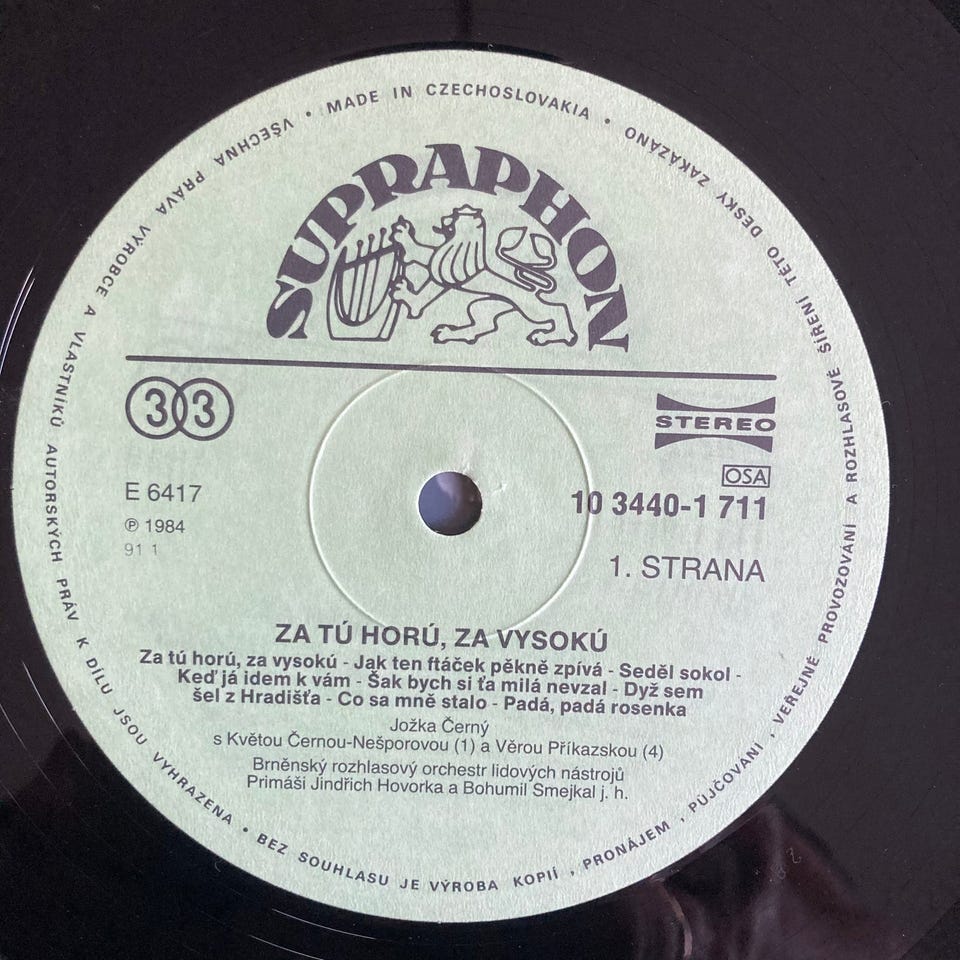 MADE IN CZECHOSLOVAKIA •
VŠECHNA PRÁVA VÝROBCE A VLASTNÍKŮ AUTORSKÝCH PRÁV K DÍLU JSOU VYHRAZENA • BEZ SOUHLASU JE VÝROBA KOPIÍ , PRONÁJEM , PŮJČOVÁNÍ , VEŘEJNÉ PROVOZOVÁNÍ A ROZHLASOVÉ ŠÍŘENÍ TÉTO DESKY ZAKÁZÁNO •
SUPRAPHON
33
STEREO
OSA
E 6417
10 3440-1 711
℗ 1984
91 1
1. STRANA
ZA TÚ HORÚ, ZA VYSOKÚ
Za tú horú, za vysokú - Jak ten ftáček pěkně zpívá - Seděl sokol -
Keď já idem k vám - Šak bych si ťa milá nevzal - Dyž sem
šel z Hradišťa - Co sa mně stalo - Padá, padá rosenka
Jožka Černý
s Květou Černou-Nešporovou (1) a Věrou Příkazskou (4)
Brněnský rozhlasový orchestr lidových nástrojů
Primáši Jindřich Hovorka a Bohumil Smejkal j. h.